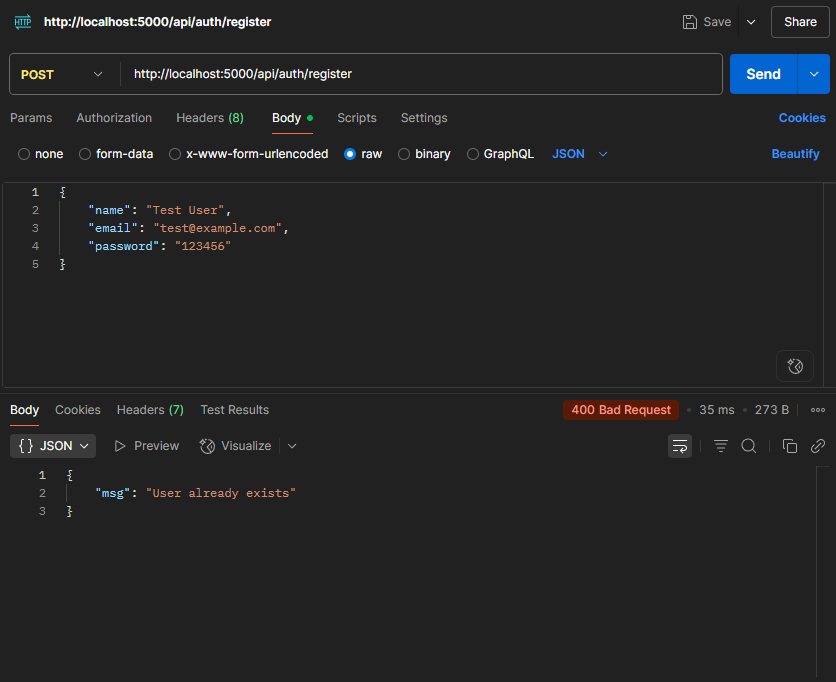 HTTP http://localhost:5000/api/auth/register Save Share
POST http://localhost:5000/api/auth/register Send
Params Authorization Headers (8) Body Scripts Settings Cookies
none form-data x-www-form-urlencoded raw binary GraphQL JSON Beautify
1 {
2 "name": "Test User",
3 "email": "test@example.com",
4 "password": "123456"
5 }
Body Cookies Headers (7) Test Results 400 Bad Request • 35 ms • 273 B
{} JSON Preview Visualize
1 {
2 "msg": "User already exists"
3 }